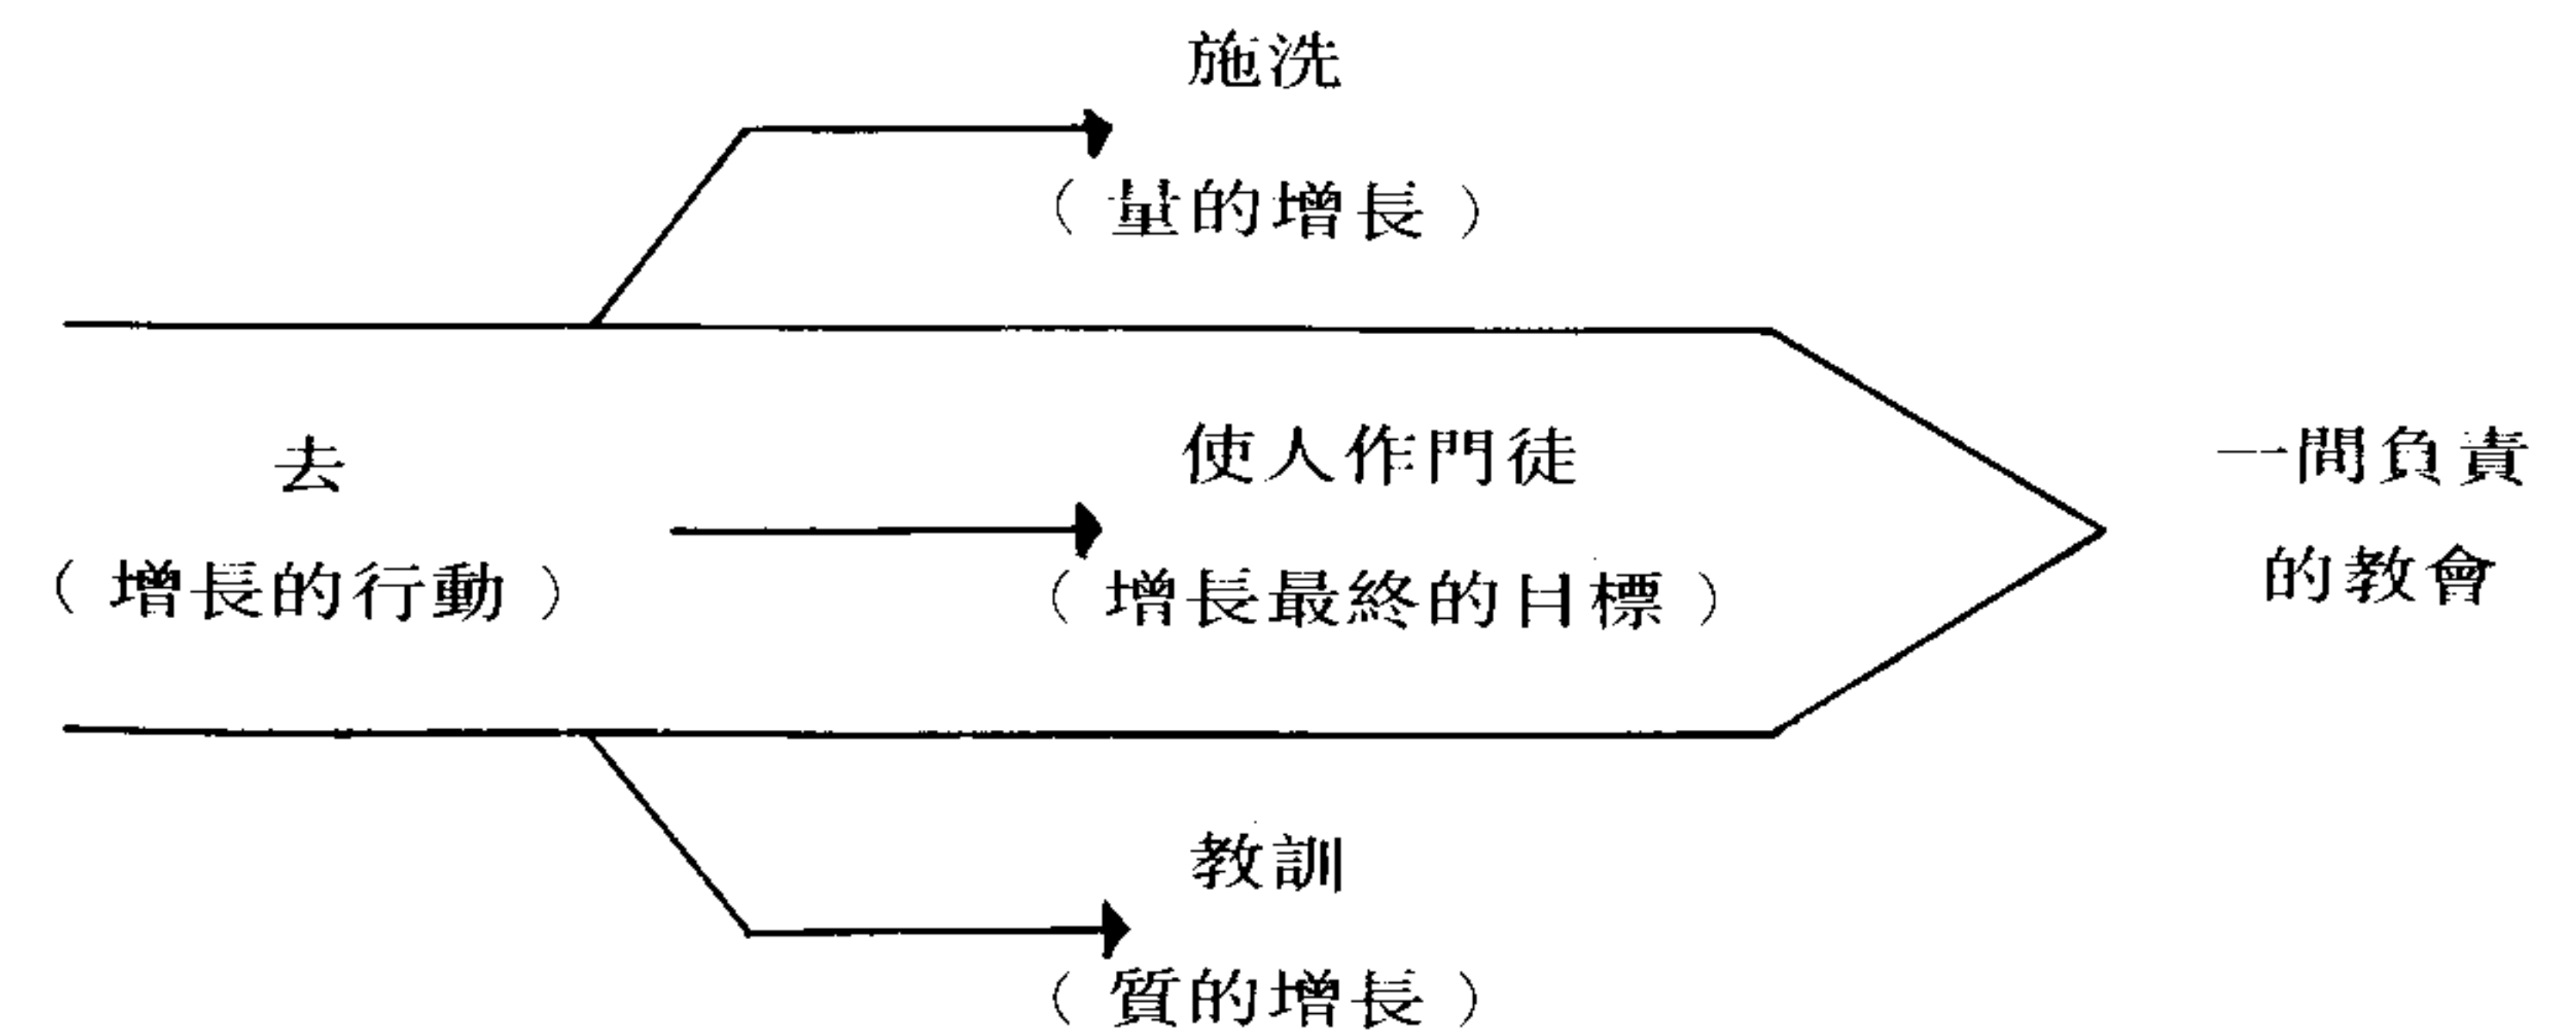 施洗
（量的增長）
去
（增長的行動）
使人作門徒
（增長最終的目標）
一間負責
的教會
教訓
（質的增長）